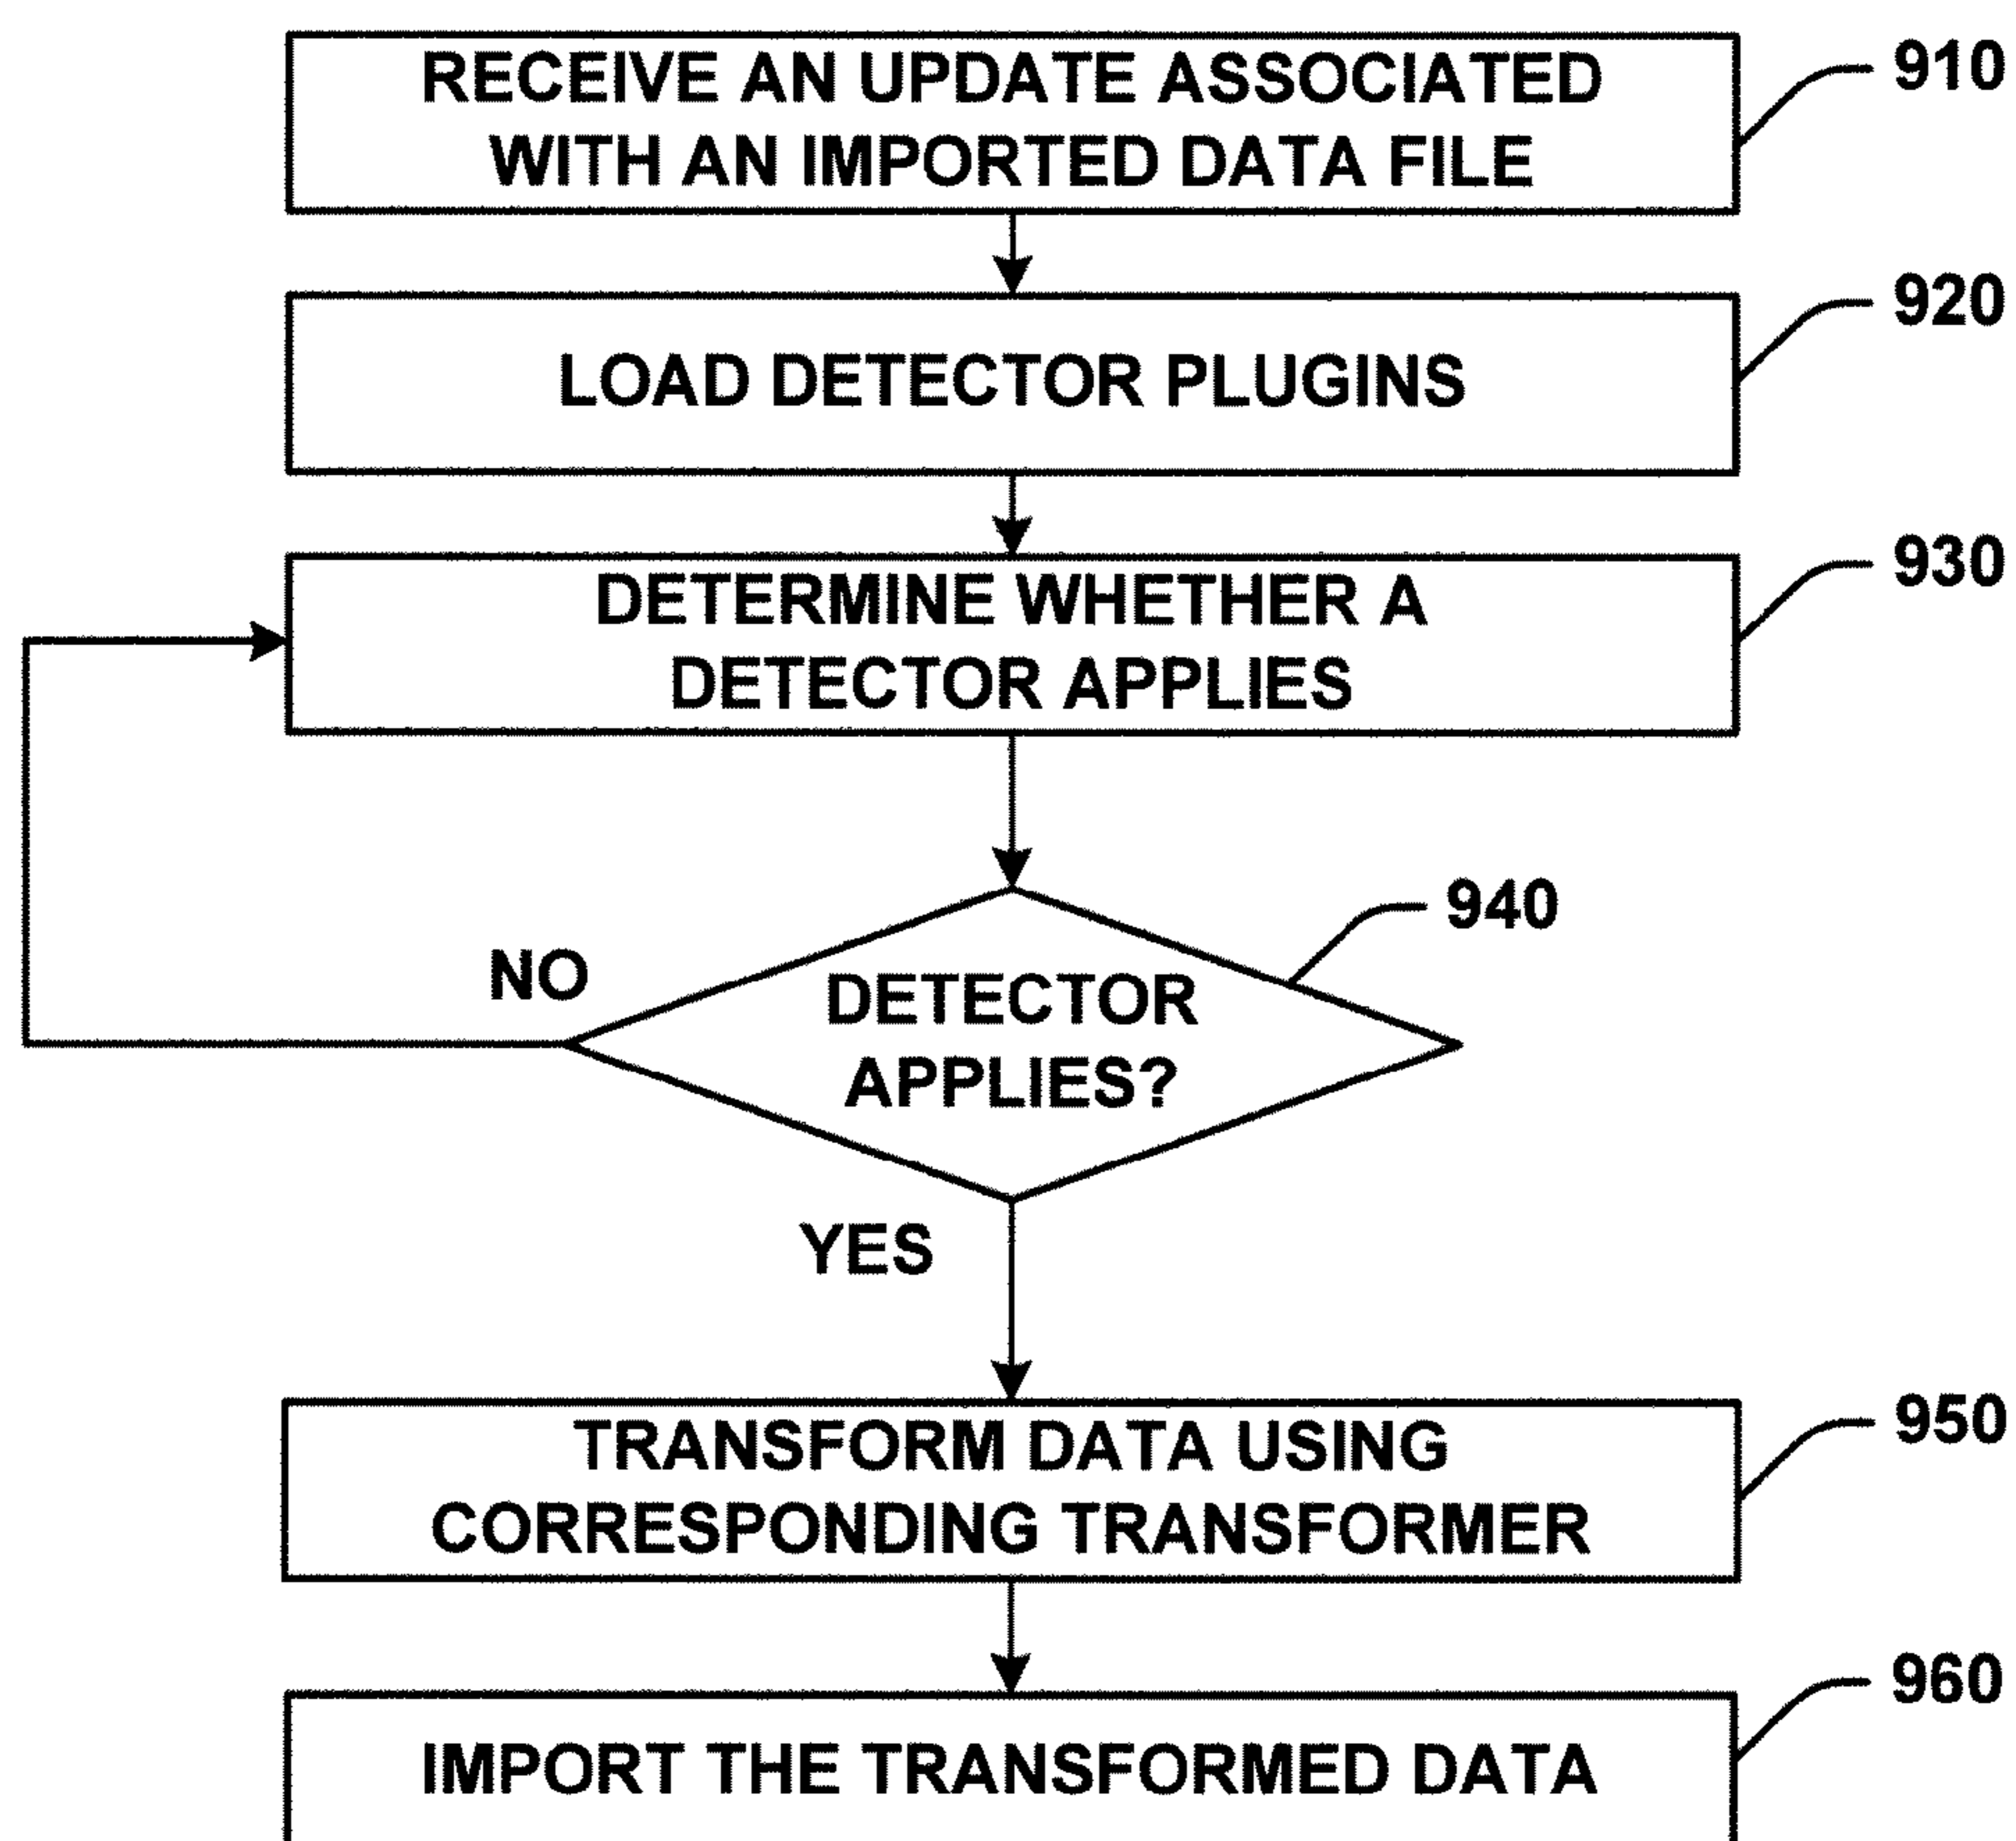 RECEIVE AN UPDATE ASSOCIATED
WITH AN IMPORTED DATA FILE
910
LOAD DETECTOR PLUGINS
920
DETERMINE WHETHER A
DETECTOR APPLIES
930
940
NO
DETECTOR
APPLIES?
YES
TRANSFORM DATA USING
CORRESPONDING TRANSFORMER
950
IMPORT THE TRANSFORMED DATA
960